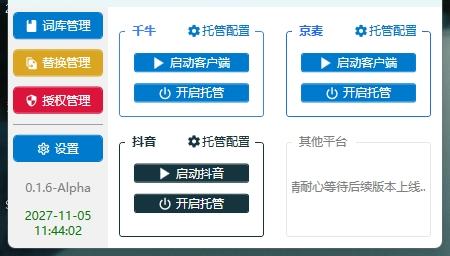 词库管理
替换管理
授权管理
设置
0.1.6-Alpha
2027-11-05
11:44:02
千牛 托管配置
启动客户端
开启托管
京麦 托管配置
启动客户端
开启托管
抖音 托管配置
启动抖音
开启托管
其他平台
请耐心等待后续版本上线..